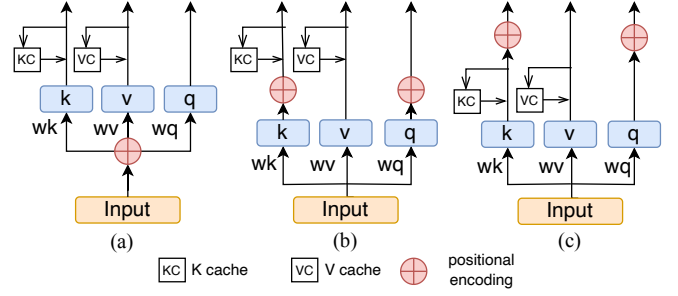 KC VC KC VC
KC VC
k v q k v q k v q
wk wv wq wk wv wq wk wv wq
Input Input Input
(a) (b) (c)
KC K cache VC V cache positional
encoding